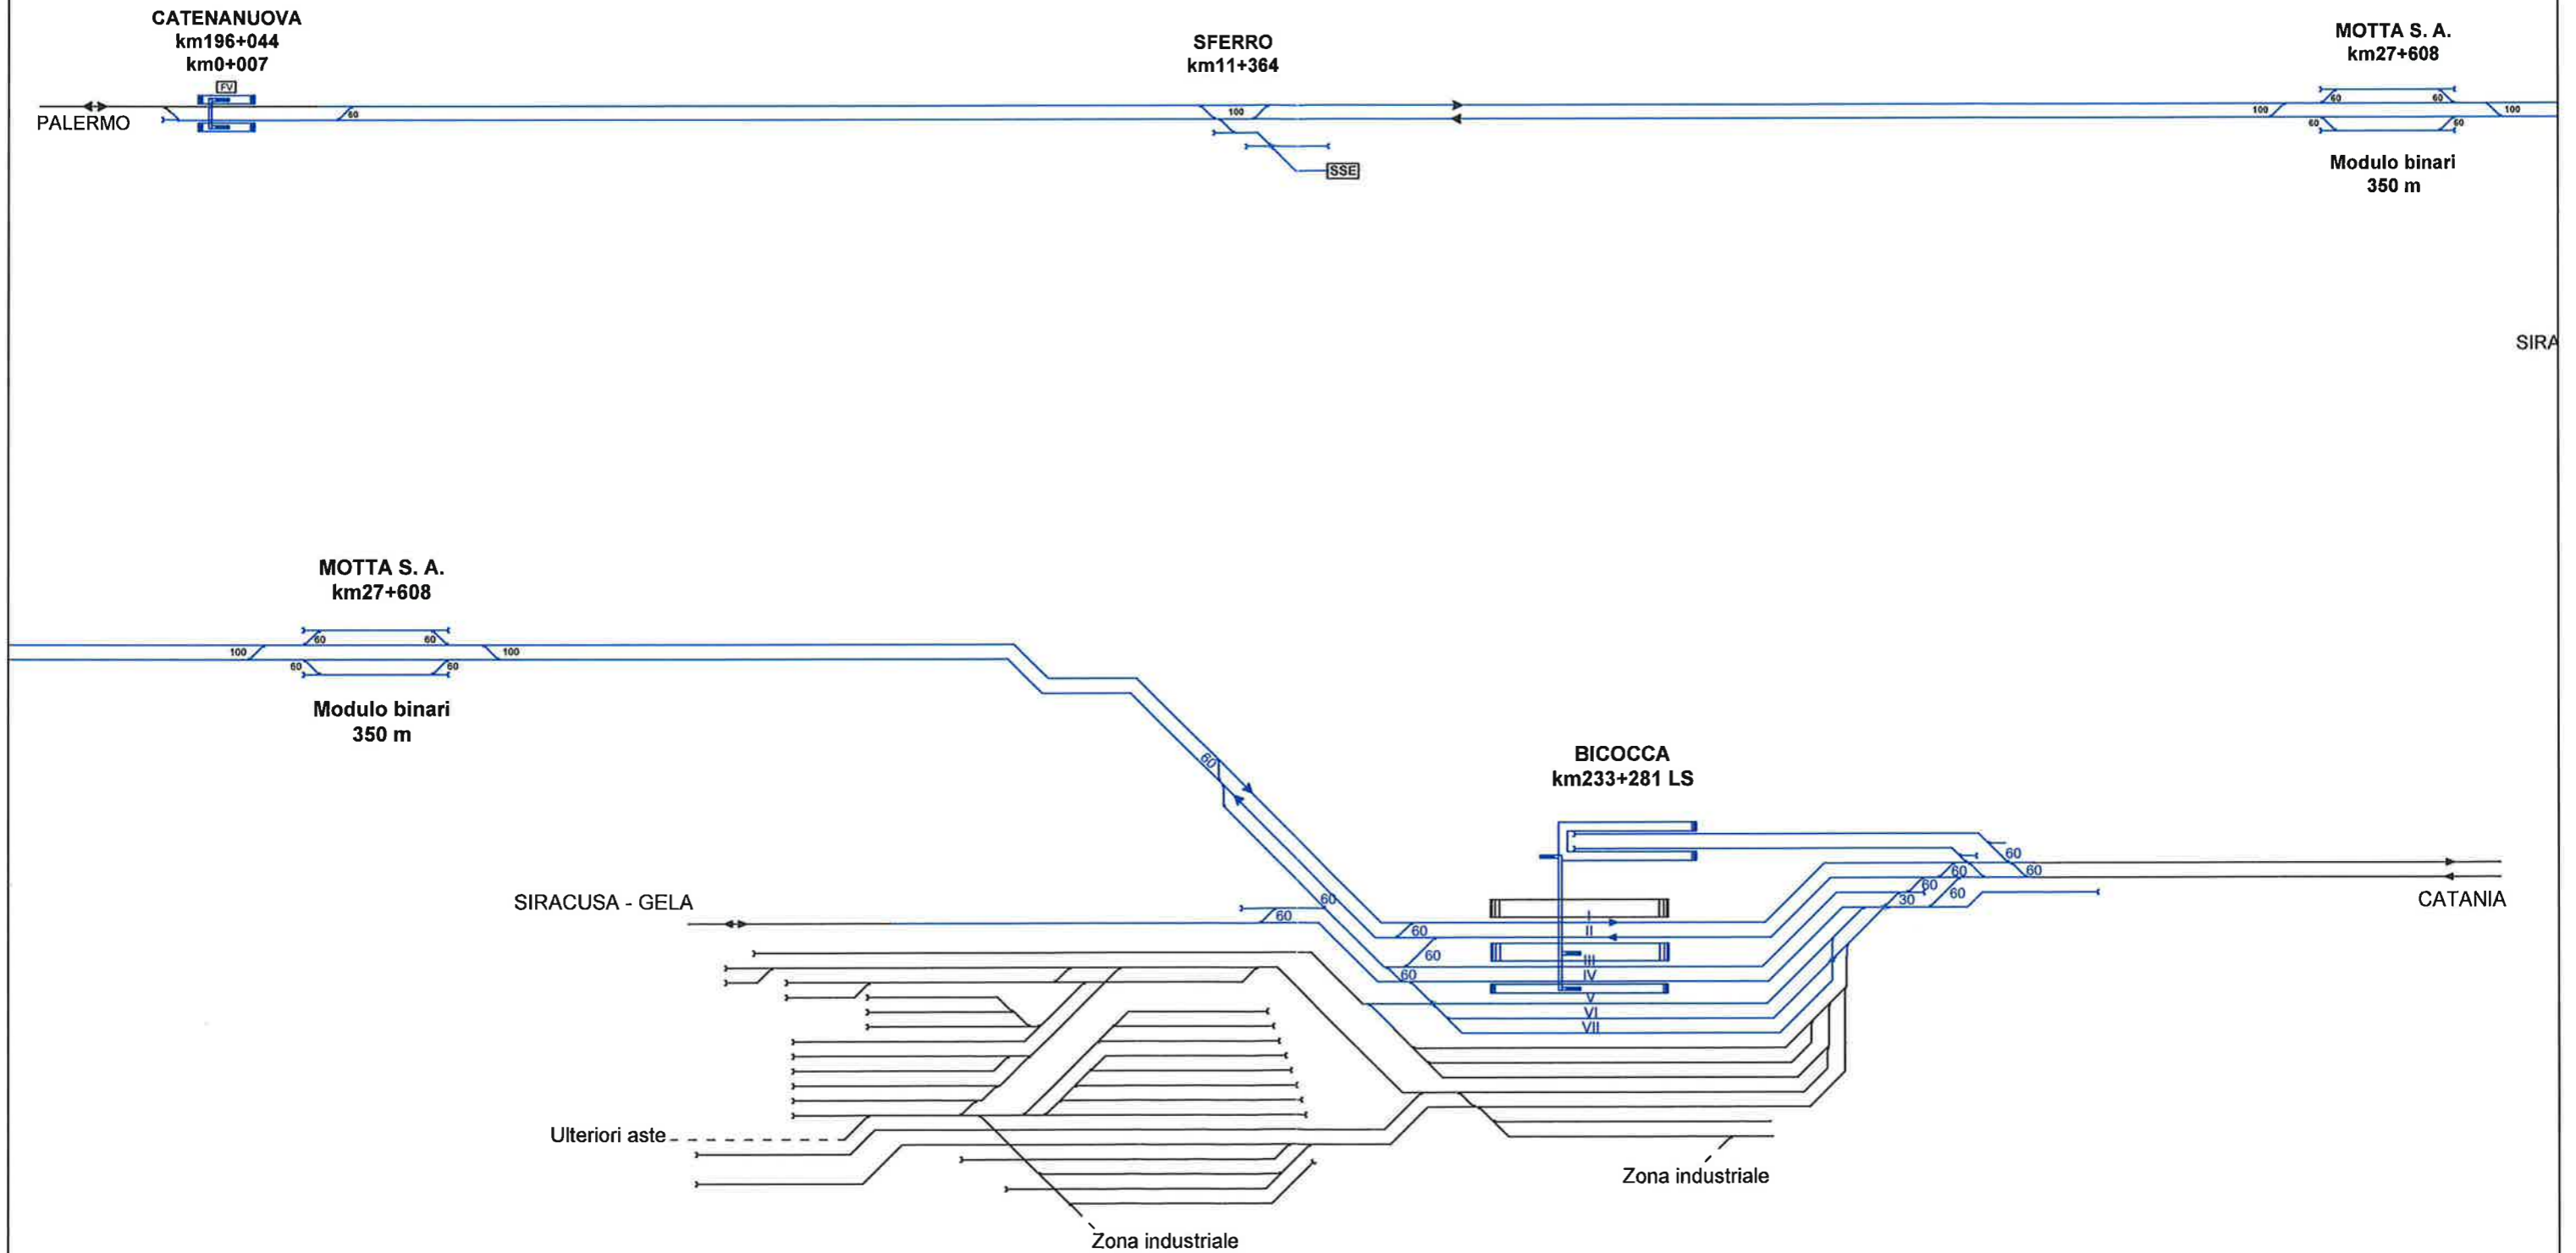 CATENANUOVA
km196+044
km0+007
FV
PALERMO
60
SFERRO
km11+364
100
SSE
MOTTA S. A.
km27+608
60
60
100
100
60
60
Modulo binari
350 m
SIRA
MOTTA S. A.
km27+608
60
60
100
100
60
60
Modulo binari
350 m
60
BICOCCA
km233+281 LS
60
60
60
60
60
30
CATANIA
SIRACUSA - GELA
60
60
60
60
60
I
II
III
IV
V
VI
VII
Ulteriori aste
Zona industriale
Zona industriale